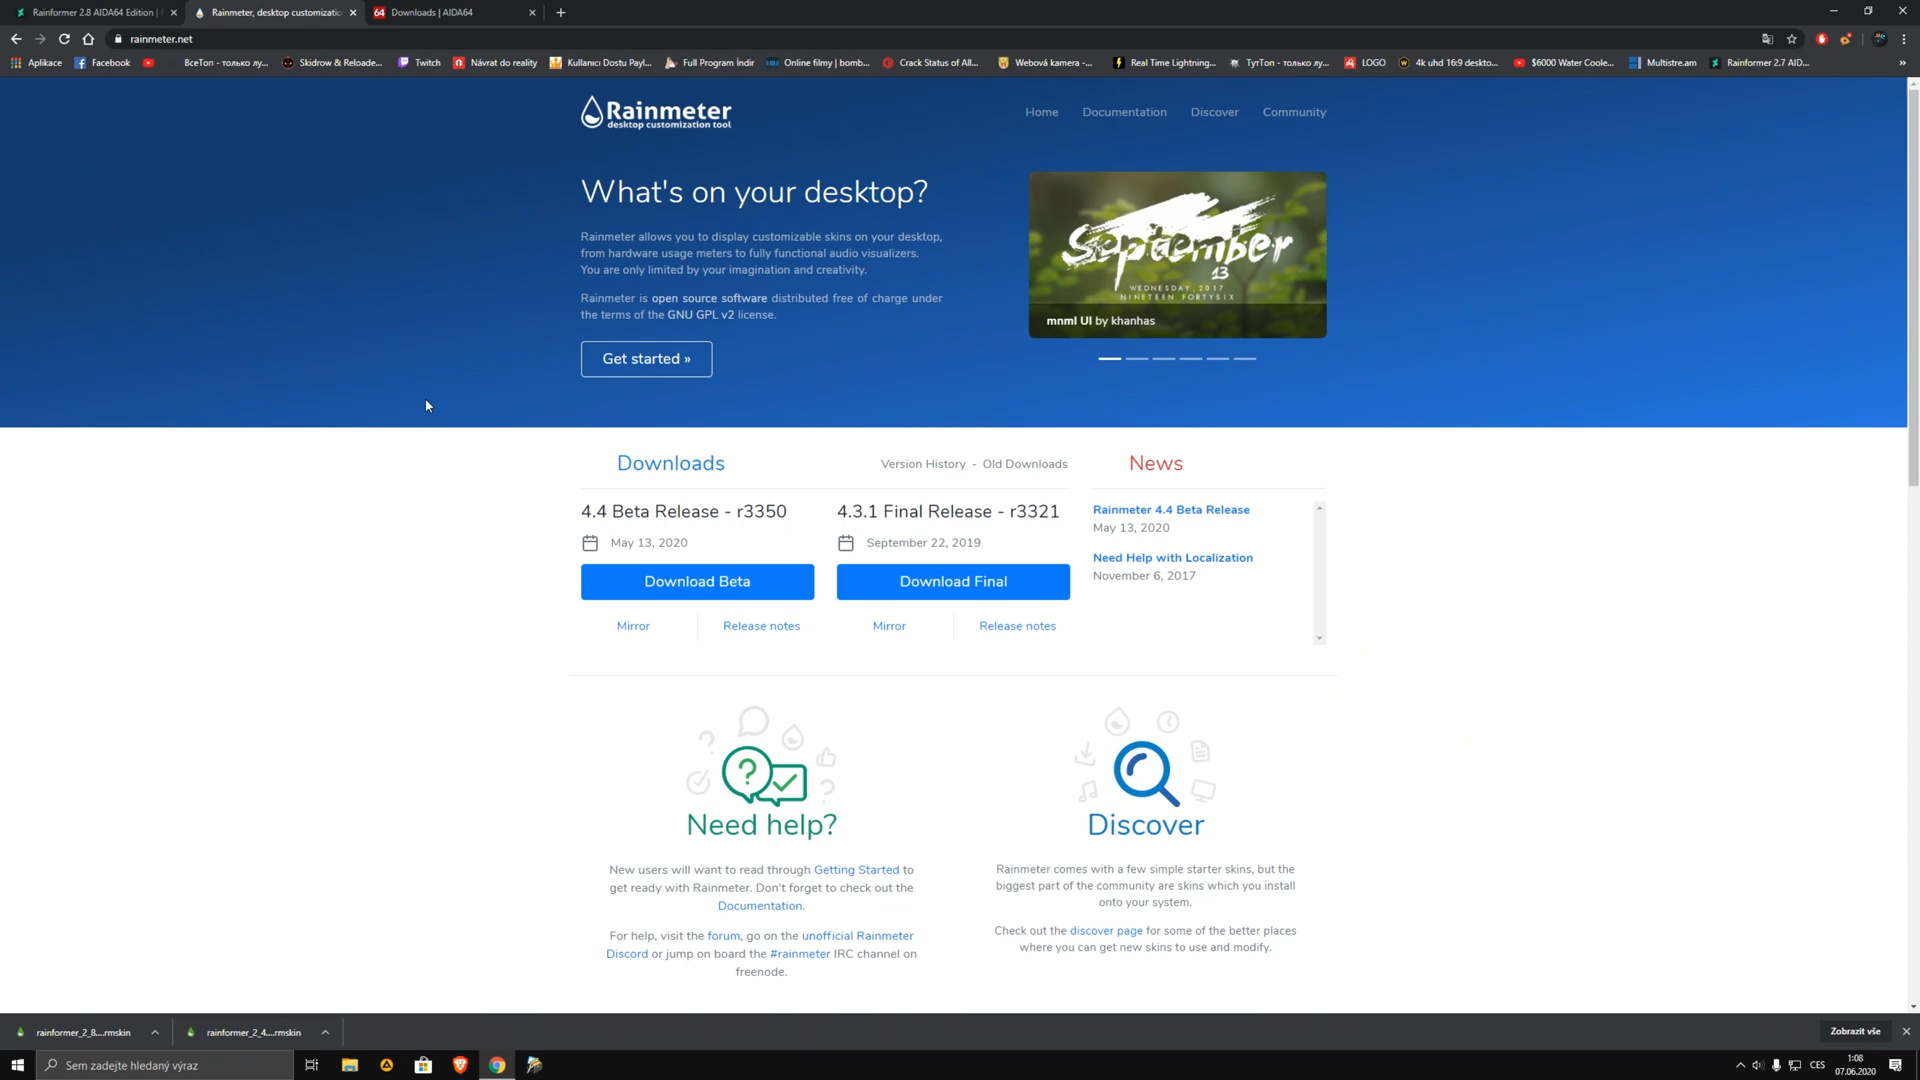 Rainformer 2.8 AIDA64 Edition |
Rainmeter, desktop customizatio
Downloads | AIDA64
rainmeter.net
Aplikace
Facebook
ВсеТоп - только лу...
Skidrow & Reloade...
Twitch
Návrat do reality
Kullanıcı Dostu Payl...
Full Program İndir
Online filmy | bomb...
Crack Status of All...
Webová kamera -...
Real Time Lightning...
ТутТоп - только лу...
LOGO
4k uhd 16:9 deskto...
$6000 Water Coole...
Multistre.am
Rainformer 2.7 AID...
Rainmeter
desktop customization tool
Home
Documentation
Discover
Community
What's on your desktop?
Rainmeter allows you to display customizable skins on your desktop,
from hardware usage meters to fully functional audio visualizers.
You are only limited by your imagination and creativity.
Rainmeter is open source software distributed free of charge under
the terms of the GNU GPL v2 license.
Get started »
September
13
WEDNESDAY, 2017
NINETEEN FORTYSIX
mnml UI by khanhas
Downloads
Version History - Old Downloads
4.4 Beta Release - r3350
May 13, 2020
Download Beta
Mirror
Release notes
4.3.1 Final Release - r3321
September 22, 2019
Download Final
Mirror
Release notes
News
Rainmeter 4.4 Beta Release
May 13, 2020
Need Help with Localization
November 6, 2017
Need help?
New users will want to read through Getting Started to
get ready with Rainmeter. Don't forget to check out the
Documentation.
For help, visit the forum, go on the unofficial Rainmeter
Discord or jump on board the #rainmeter IRC channel on
freenode.
Discover
Rainmeter comes with a few simple starter skins, but the
biggest part of the community are skins which you install
onto your system.
Check out the discover page for some of the better places
where you can get new skins to use and modify.
rainformer_2_8....rmskin
rainformer_2_4....rmskin
Zobrazit vše
Sem zadejte hledaný výraz
CES
1:08
07.06.2020